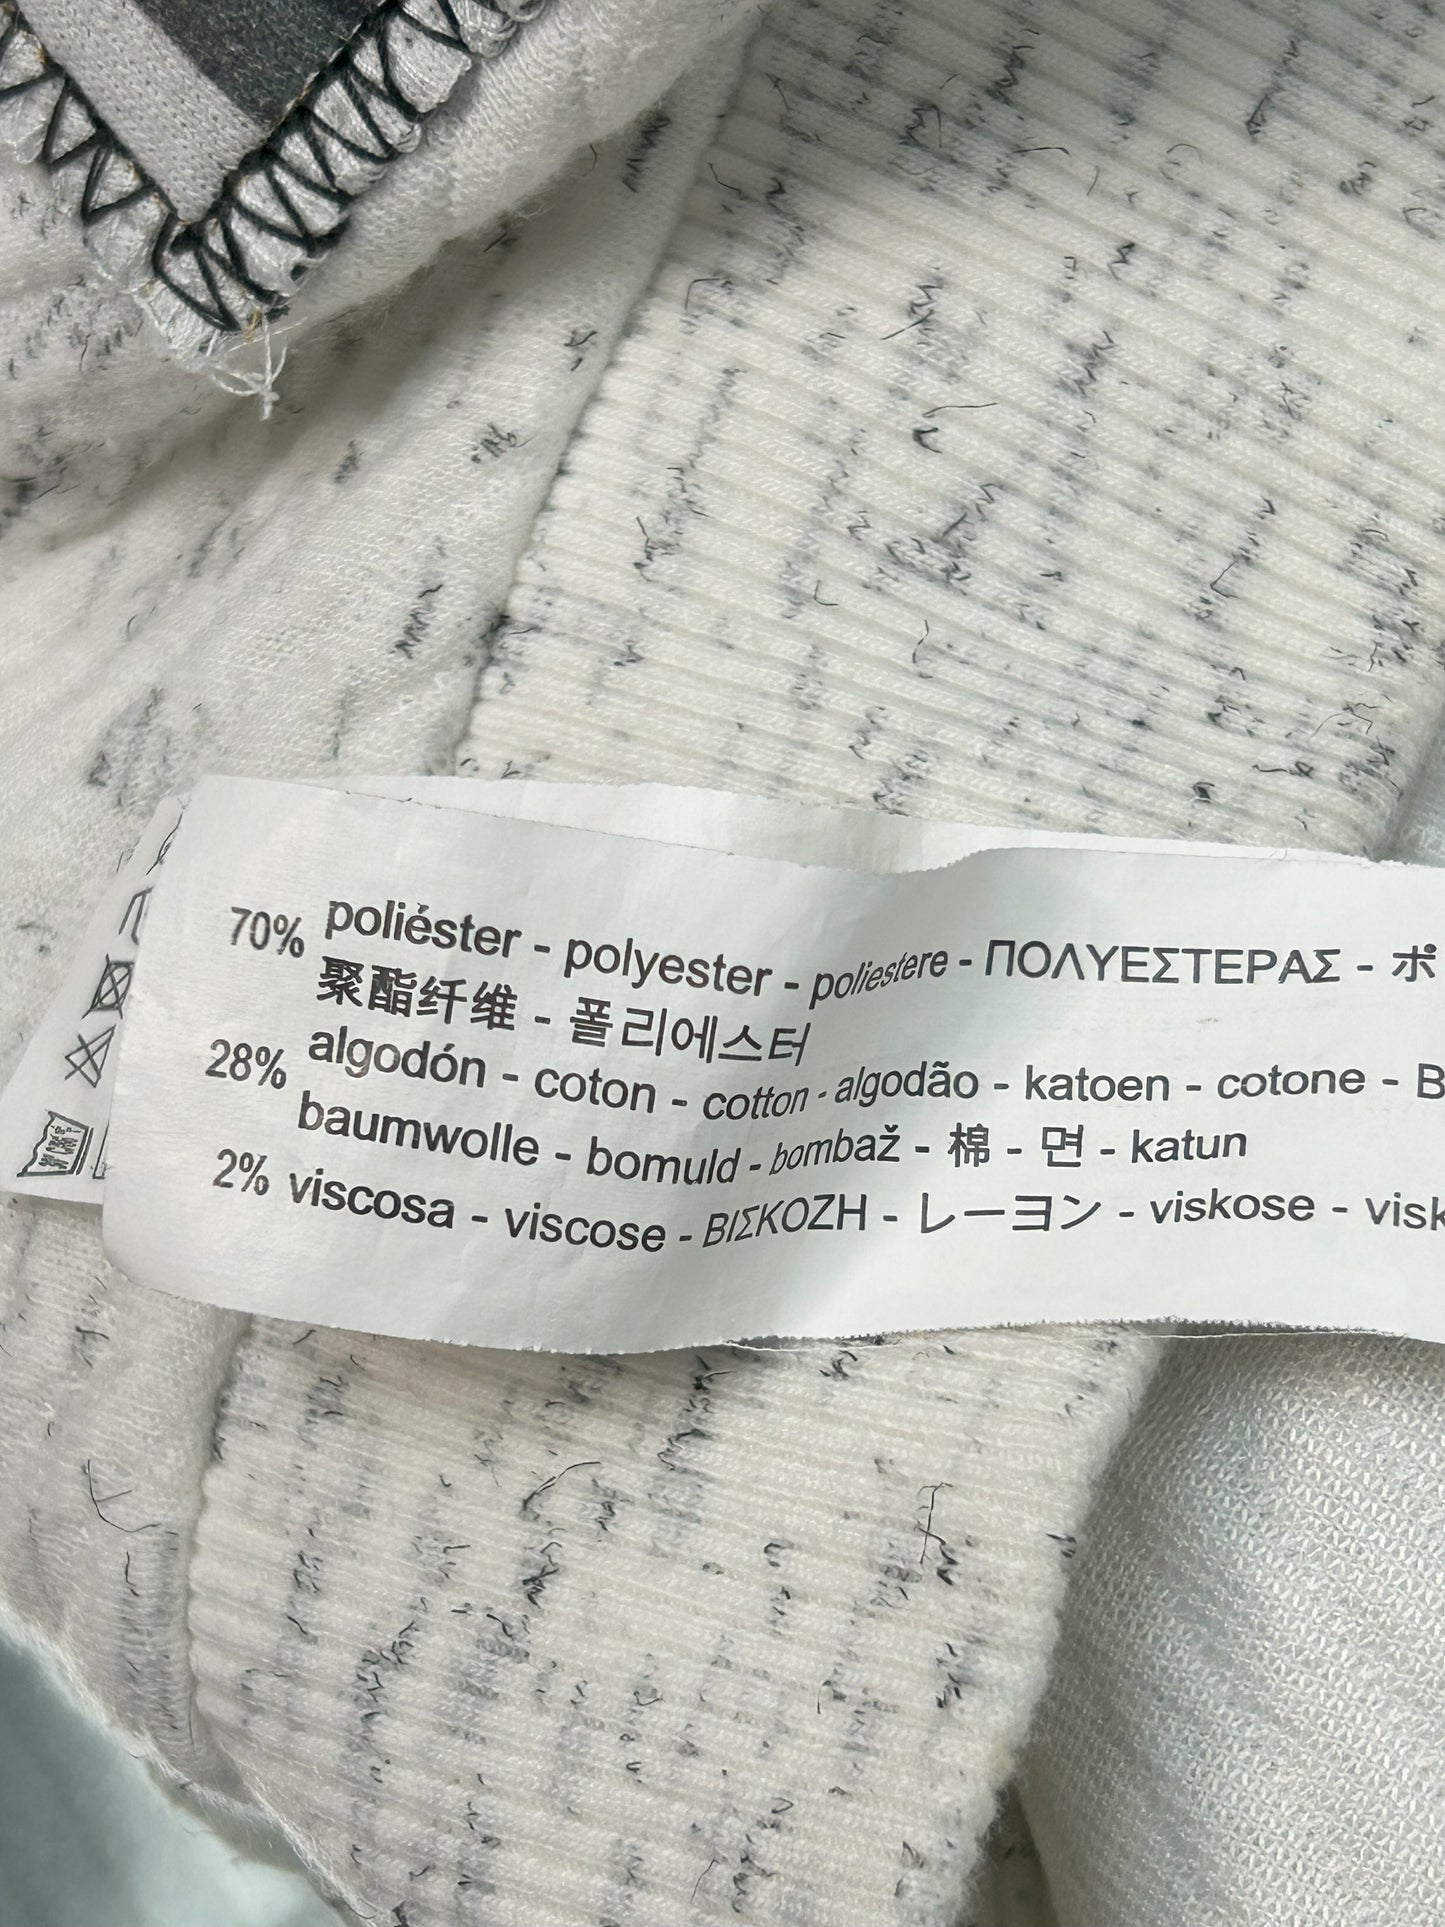 70% poliéster - polyester - poliestere - ΠΟΛΥΕΣΤΕΡΑΣ - ポ
聚酯纤维 - 폴리에스터
28% algodón - coton - cotton - algodão - katoen - cotone - B
baumwolle - bomuld - bombaž - 棉 - 면 - katun
2% viscosa - viscose - ΒΙΣΚΟΖΗ - レーヨン - viskose - visk